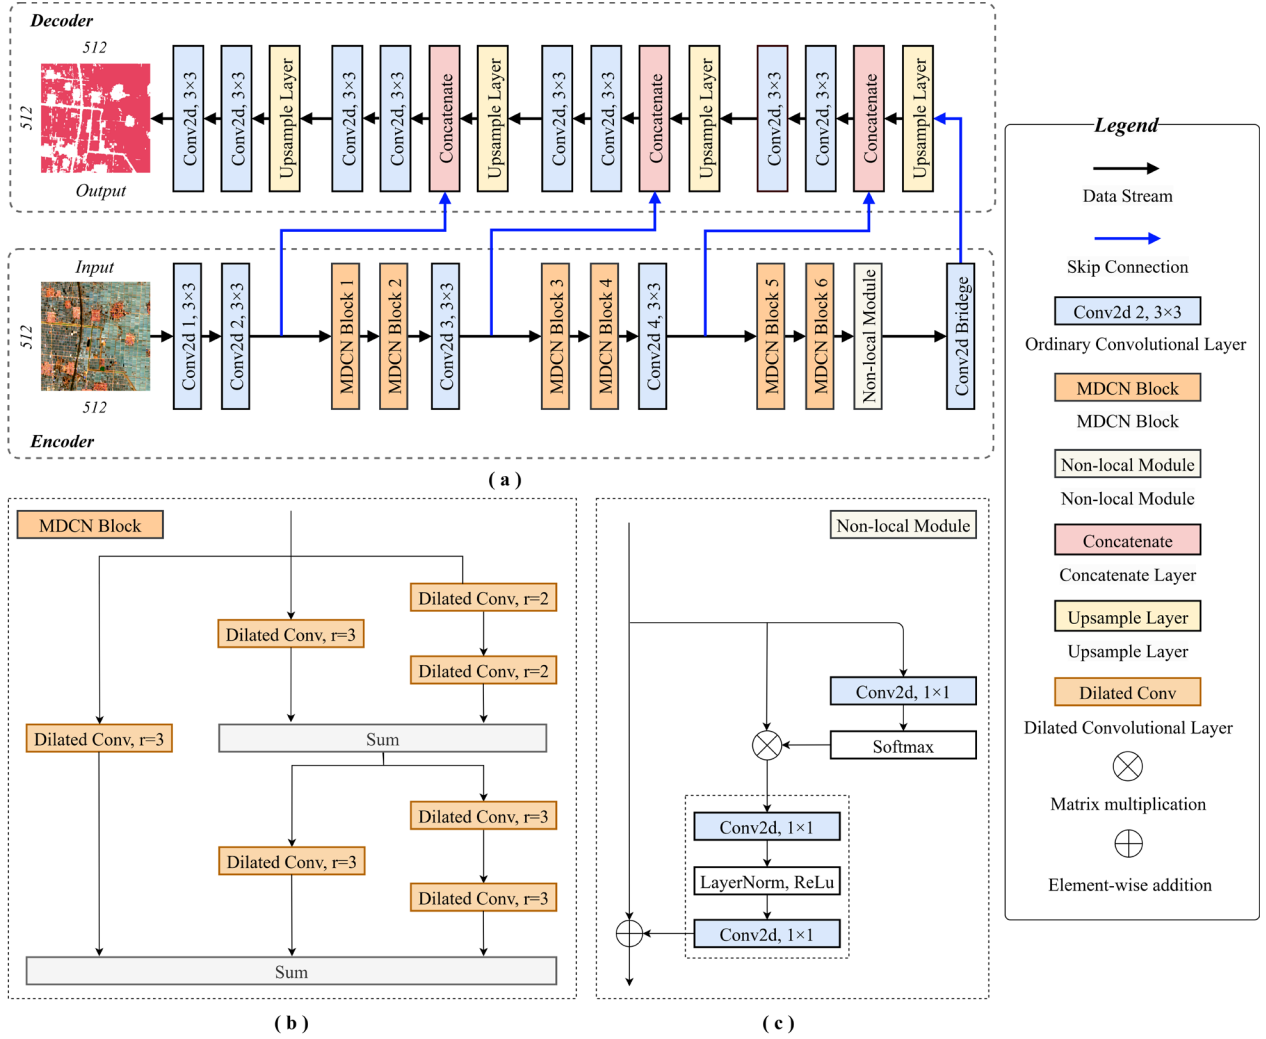 Decoder
512
512
Output
Conv2d, 3×3
Conv2d, 3×3
Upsample Layer
Conv2d, 3×3
Conv2d, 3×3
Concatenate
Upsample Layer
Conv2d, 3×3
Conv2d, 3×3
Concatenate
Upsample Layer
Conv2d, 3×3
Conv2d, 3×3
Concatenate
Upsample Layer
Input
512
512
Conv2d 1, 3×3
Conv2d 2, 3×3
MDCN Block 1
MDCN Block 2
Conv2d 3, 3×3
MDCN Block 3
MDCN Block 4
Conv2d 4, 3×3
MDCN Block 5
MDCN Block 6
Non-local Module
Conv2d Bridege
Encoder
( a )
Legend
Data Stream
Skip Connection
Conv2d 2, 3×3
Ordinary Convolutional Layer
MDCN Block
MDCN Block
Non-local Module
Non-local Module
Concatenate
Concatenate Layer
Upsample Layer
Upsample Layer
Dilated Conv
Dilated Convolutional Layer
Matrix multiplication
Element-wise addition
MDCN Block
Dilated Conv, r=2
Dilated Conv, r=3
Dilated Conv, r=2
Dilated Conv, r=3
Sum
Dilated Conv, r=3
Dilated Conv, r=3
Dilated Conv, r=3
Sum
( b )
Non-local Module
Conv2d, 1×1
Softmax
Conv2d, 1×1
LayerNorm, ReLu
Conv2d, 1×1
( c )